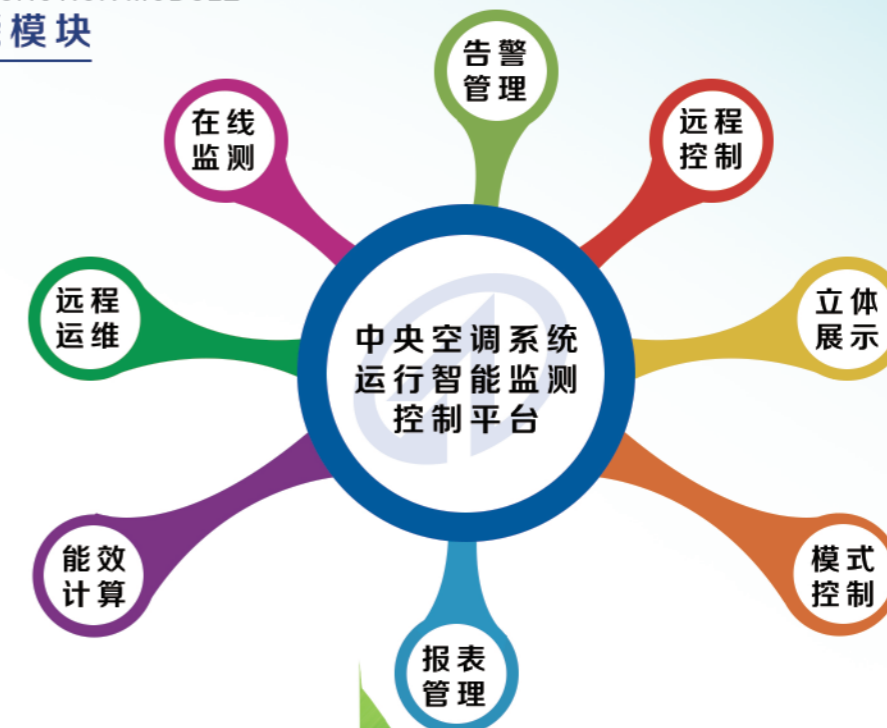 模块
告警
管理
在线
监测
远程
控制
远程
运维
立体
展示
中央空调系统
运行智能监测
控制平台
能效
计算
模式
控制
报表
管理